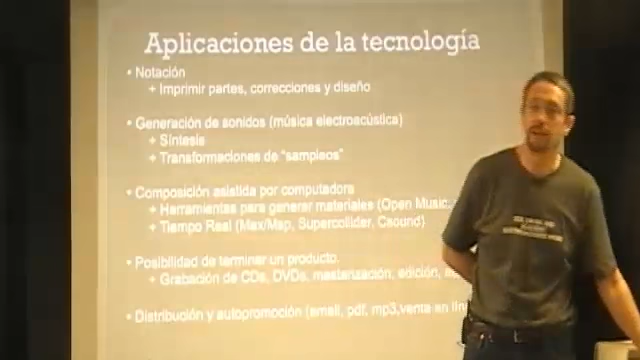 Aplicaciones de la tecnología
• Notación
+ Imprimir partes, correcciones y diseño
• Generación de sonidos (música electroacústica)
+ Síntesis
+ Transformaciones de "sampleos"
• Composición asistida por computadora
+ Herramientas para generar materiales (Open Music,
+ Tiempo Real (Max/Map, Supercollider, Csound)
• Posibilidad de terminar un producto.
+ Grabación de CDs, DVDs, masterización, edición,
• Distribución y autopromoción (email, pdf, mp3,venta en lín